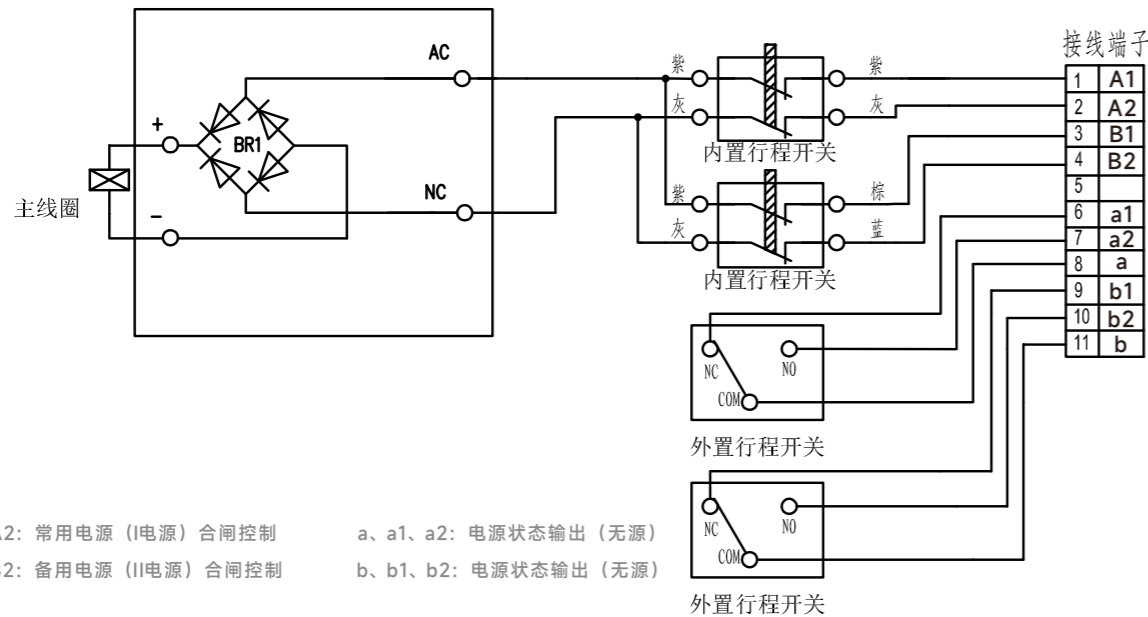 接线端子
AC
紫
紫
1 A1
灰
灰
2 A2
+
BR1
3 B1
内置行程开关
4 B2
主线圈
NC
紫
棕
5
−
灰
蓝
6 a1
7 a2
内置行程开关
8 a
9 b1
10 b2
11 b
NC
NO
COM
外置行程开关
A2：常用电源（I电源）合闸控制
a、a1、a2：电源状态输出（无源）
NC
NO
B2：备用电源（II电源）合闸控制
b、b1、b2：电源状态输出（无源）
COM
外置行程开关